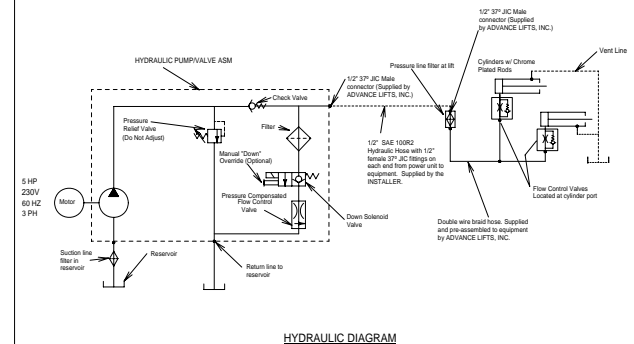 1/2" 37º JIC Male
connector (Supplied
by ADVANCE LIFTS, INC.)
Vent Line
HYDRAULIC PUMP/VALVE ASM
Pressure line filter at lift
Cylinders w/ Chrome
Plated Rods
1/2" 37º JIC Male
connector (Supplied by
ADVANCE LIFTS, INC.)
Check Valve
Pressure
Relief Valve
(Do Not Adjust)
Filter
1/2" SAE 100R2
Hydraulic Hose with 1/2"
female 37º JIC fittings on
each end from power unit to
equipment. Supplied by the
INSTALLER.
Manual "Down"
Override (Optional)
5 HP
230V
60 HZ
3 PH
Motor
Pressure Compensated
Flow Control
Valve
Down Solenoid
Valve
Flow Control Valves
Located at cylinder port
Double wire braid hose. Supplied
and pre-assembled to equipment
by ADVANCE LIFTS, INC.
Suction line
filter in
reservoir
Reservoir
Return line to
reservoir
HYDRAULIC DIAGRAM